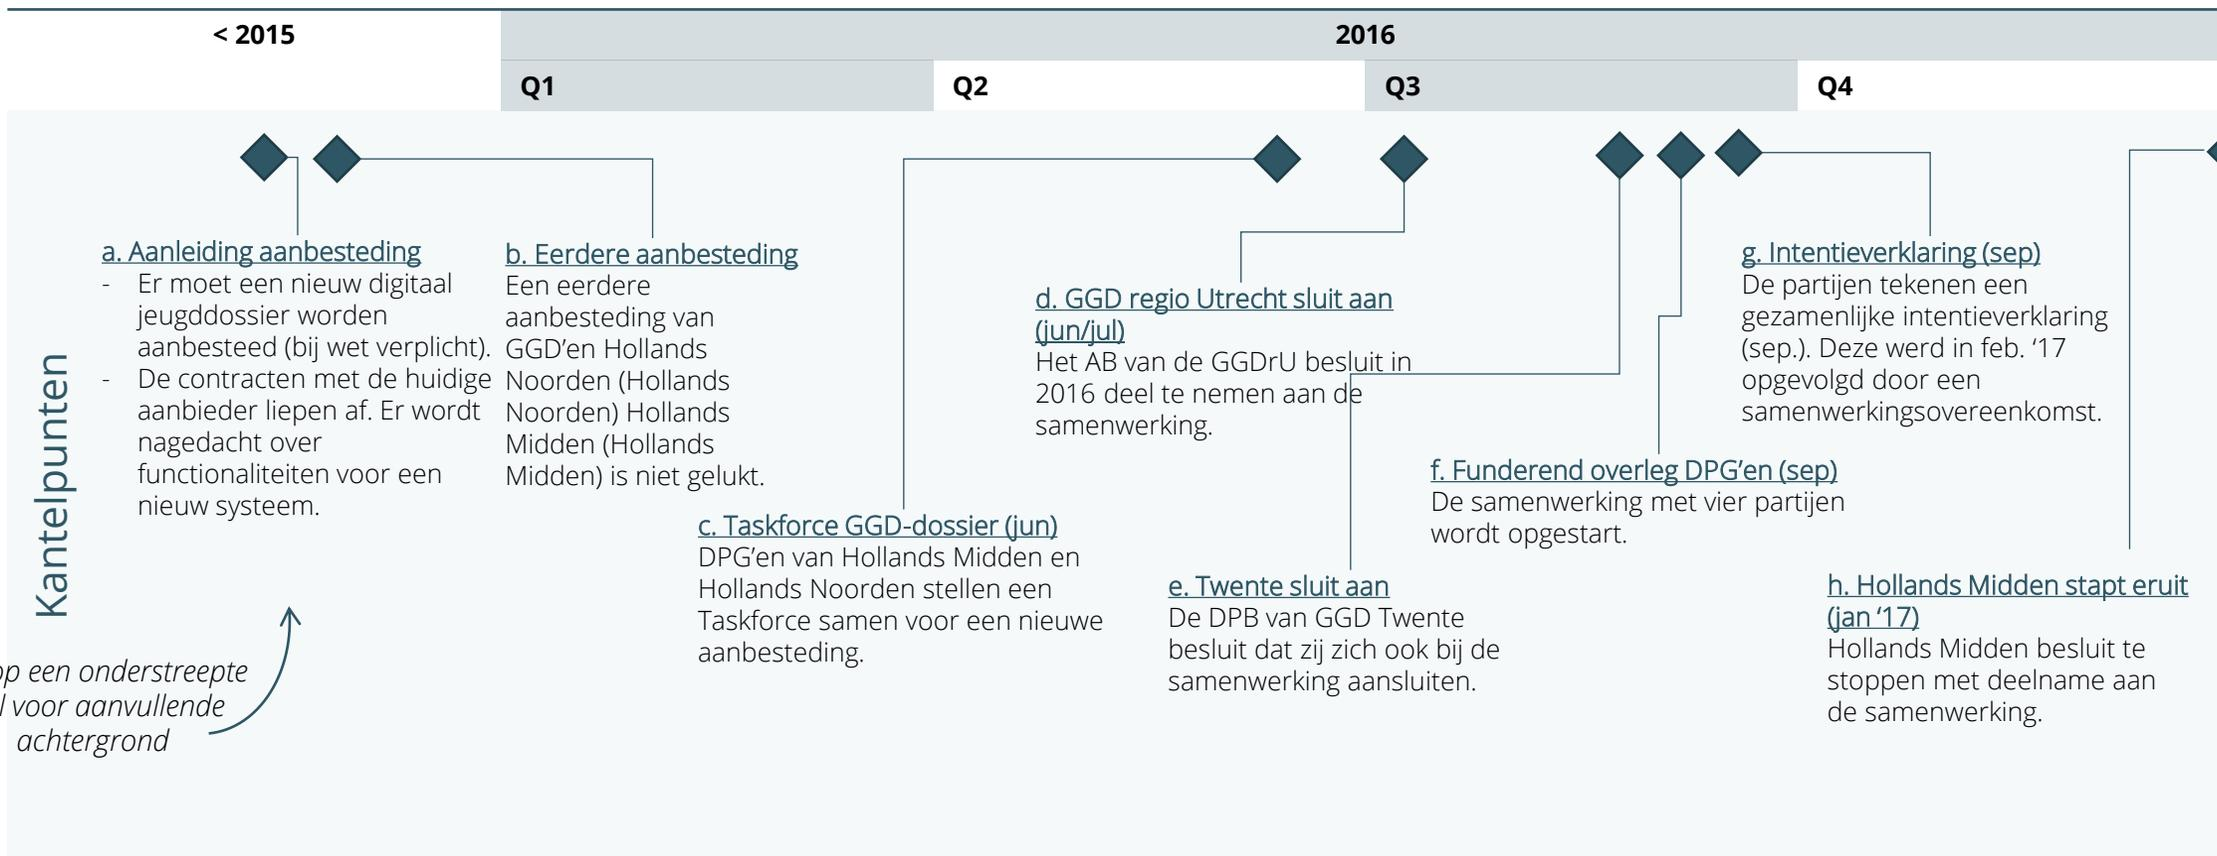 < 2015
2016
Q1
Q2
Q3
Q4
Kantelpunten
a. Aanleiding aanbesteding
- Er moet een nieuw digitaal
jeugddossier worden
aanbesteed (bij wet verplicht).
- De contracten met de huidige
aanbieder liepen af. Er wordt
nagedacht over
functionaliteiten voor een
nieuw systeem.
b. Eerdere aanbesteding
Een eerdere
aanbesteding van
GGD’en Hollands
Noorden (Hollands
Noorden) Hollands
Midden (Hollands
Midden) is niet gelukt.
c. Taskforce GGD-dossier (jun)
DPG’en van Hollands Midden en
Hollands Noorden stellen een
Taskforce samen voor een nieuwe
aanbesteding.
d. GGD regio Utrecht sluit aan
(jun/jul)
Het AB van de GGDrU besluit in
2016 deel te nemen aan de
samenwerking.
e. Twente sluit aan
De DPB van GGD Twente
besluit dat zij zich ook bij de
samenwerking aansluiten.
f. Funderend overleg DPG’en (sep)
De samenwerking met vier partijen
wordt opgestart.
g. Intentieverklaring (sep)
De partijen tekenen een
gezamenlijke intentieverklaring
(sep.). Deze werd in feb. ‘17
opgevolgd door een
samenwerkingsovereenkomst.
h. Hollands Midden stapt eruit
(jan ‘17)
Hollands Midden besluit te
stoppen met deelname aan
de samenwerking.
op een onderstreepte
voor aanvullende
achtergrond